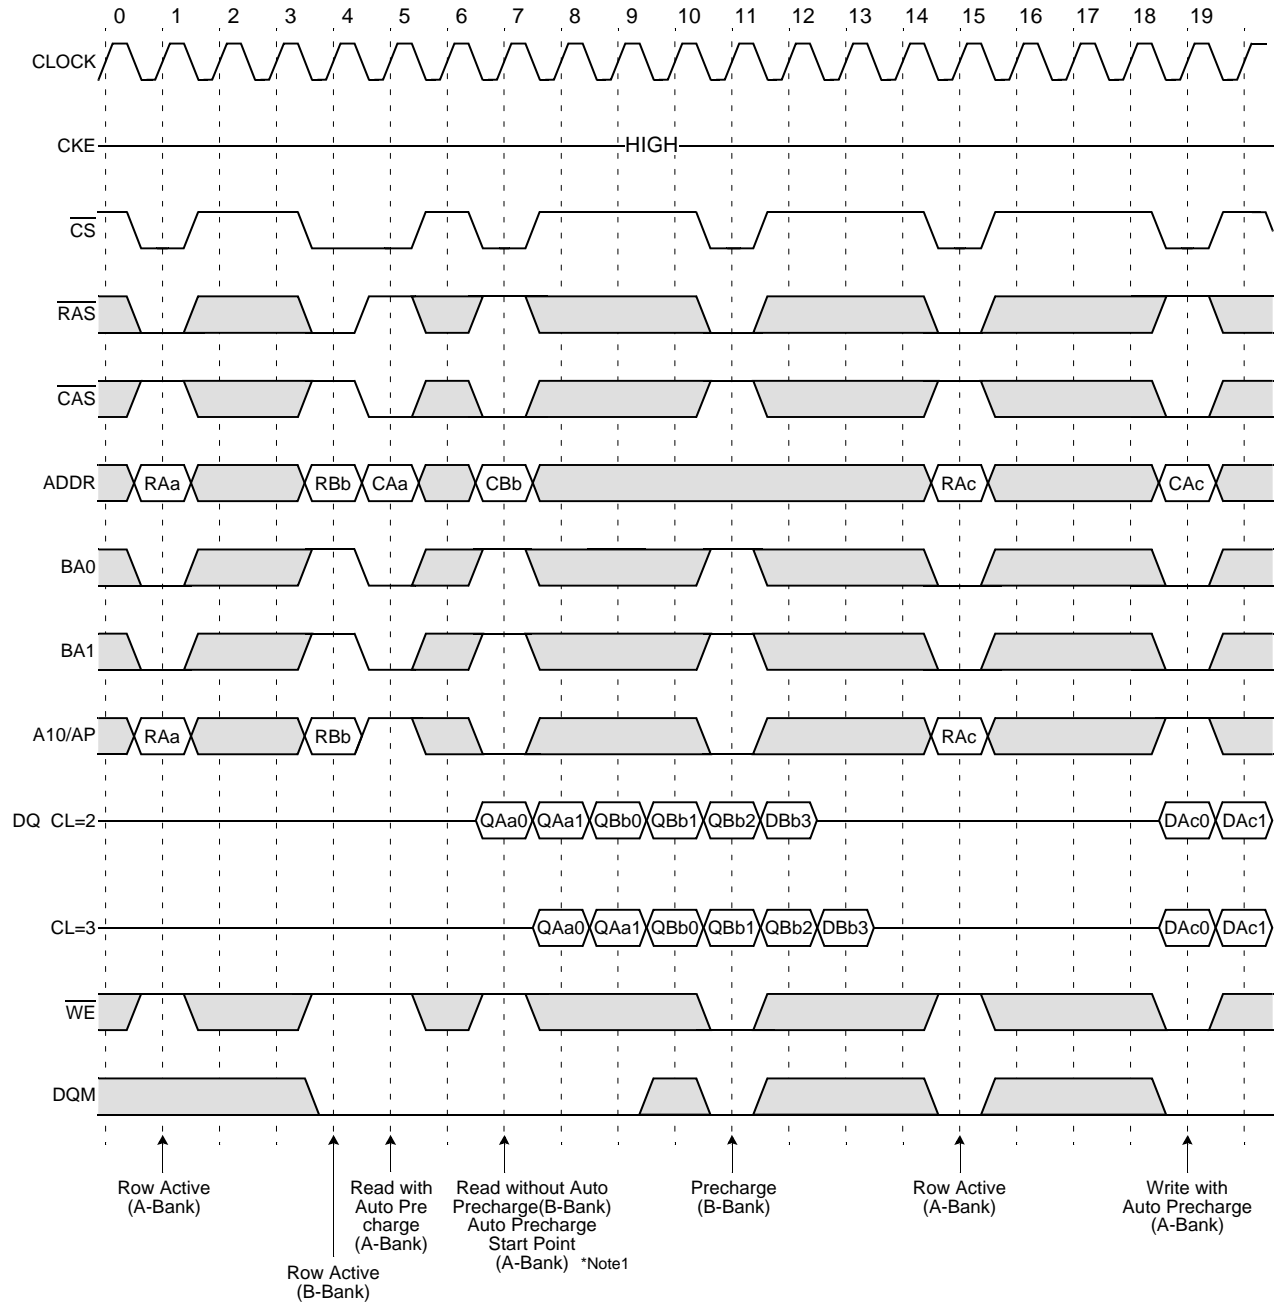 0 1 2 3 4 5 6 7 8 9 10 11 12 13 14 15 16 17 18 19
CLOCK
CKE HIGH
CS
RAS
CAS
ADDR RAa RBb CAa CBb RAc CAc
BA0
BA1
A10/AP RAa RBb RAc
DQ CL=2 QAa0 QAa1 QBb0 QBb1 QBb2 DBb3 DAc0 DAc1
CL=3 QAa0 QAa1 QBb0 QBb1 QBb2 DBb3 DAc0 DAc1
WE
DQM
Row Active
(A-Bank)
Row Active
(B-Bank)
Read with
Auto Pre
charge
(A-Bank)
Read without Auto
Precharge(B-Bank)
Auto Precharge
Start Point
(A-Bank) *Note1
Precharge
(B-Bank)
Row Active
(A-Bank)
Write with
Auto Precharge
(A-Bank)